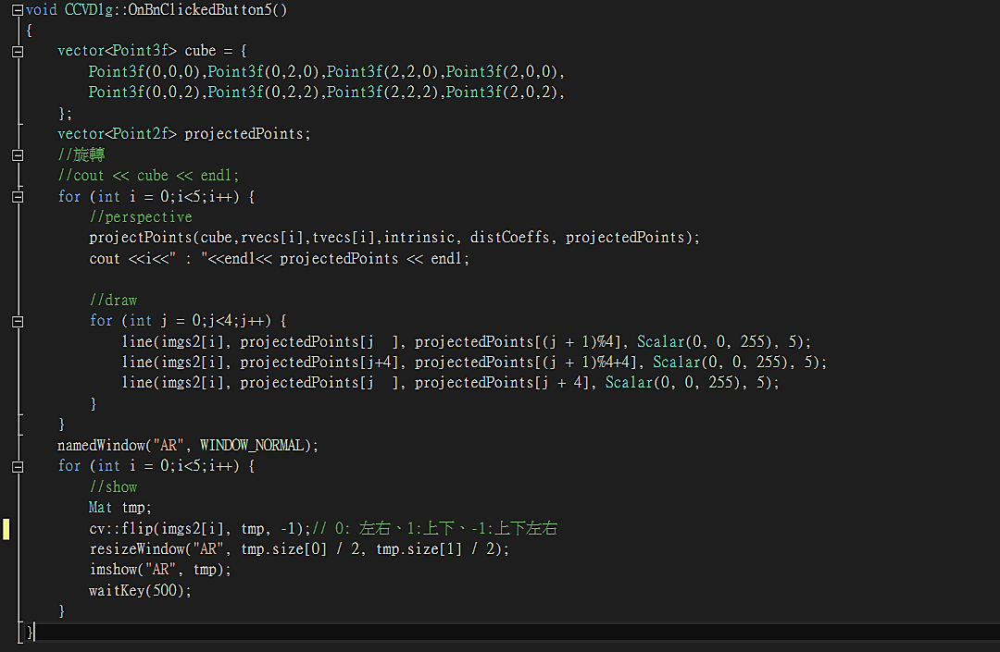 void CCVDlg::OnBnClickedButton5()
{
    vector<Point3f> cube = {
        Point3f(0,0,0),Point3f(0,2,0),Point3f(2,2,0),Point3f(2,0,0),
        Point3f(0,0,2),Point3f(0,2,2),Point3f(2,2,2),Point3f(2,0,2),
    };
    vector<Point2f> projectedPoints;
    //旋轉
    //cout << cube << endl;
    for (int i = 0;i<5;i++) {
        //perspective
        projectPoints(cube,rvecs[i],tvecs[i],intrinsic, distCoeffs, projectedPoints);
        cout <<i<<" : "<<endl<< projectedPoints << endl;
        //draw
        for (int j = 0;j<4;j++) {
            line(imgs2[i], projectedPoints[j  ], projectedPoints[(j + 1)%4], Scalar(0, 0, 255), 5);
            line(imgs2[i], projectedPoints[j+4], projectedPoints[(j + 1)%4+4], Scalar(0, 0, 255), 5);
            line(imgs2[i], projectedPoints[j  ], projectedPoints[j + 4], Scalar(0, 0, 255), 5);
        }
    }
    namedWindow("AR", WINDOW_NORMAL);
    for (int i = 0;i<5;i++) {
        //show
        Mat tmp;
        cv::flip(imgs2[i], tmp, -1);// 0: 左右、1:上下、-1:上下左右
        resizeWindow("AR", tmp.size[0] / 2, tmp.size[1] / 2);
        imshow("AR", tmp);
        waitKey(500);
    }
}